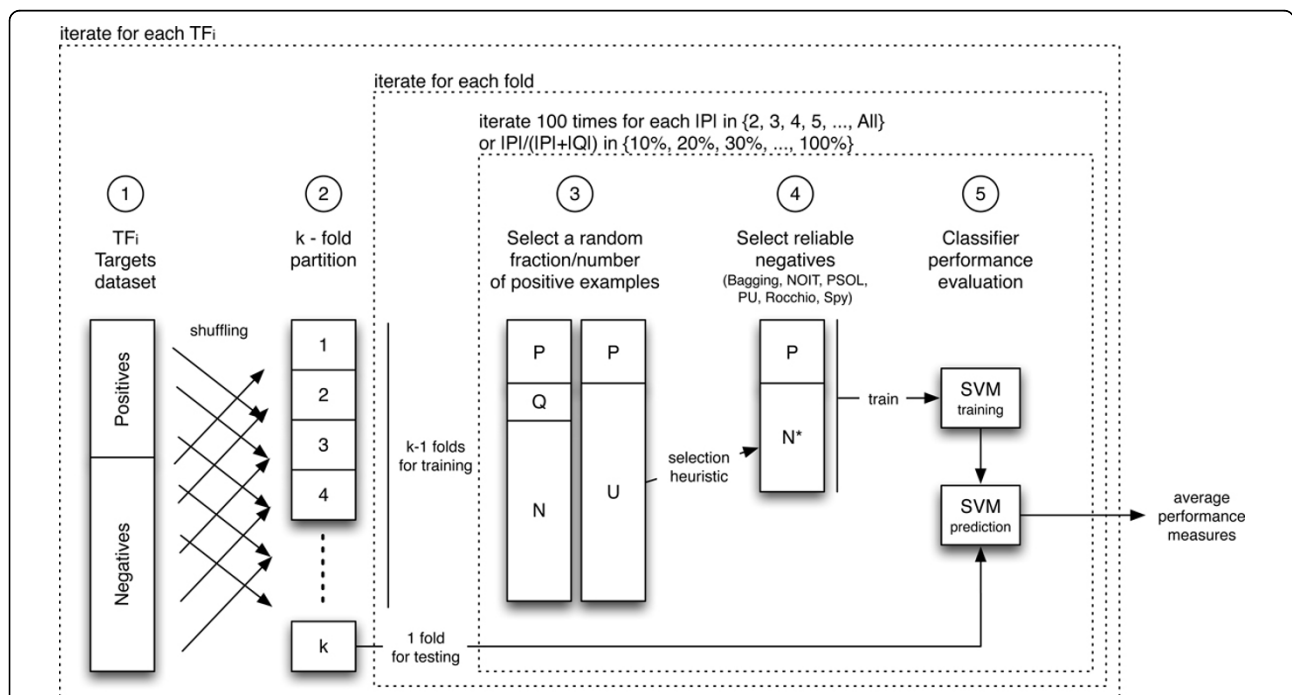 iterate for each TFi
iterate for each fold
iterate 100 times for each |P| in {2, 3, 4, 5, ..., All}
or |P|/(|P|+|Q|) in {10%, 20%, 30%, ..., 100%}
1
TFi
Targets
dataset
2
k - fold
partition
3
Select a random
fraction/number
of positive examples
4
Select reliable
negatives
(Bagging, NOIT, PSOL,
PU, Rocchio, Spy)
5
Classifier
performance
evaluation
Positives
Negatives
shuffling
1
2
3
4
k
k-1 folds
for training
1 fold
for testing
P
Q
N
P
U
selection
heuristic
P
N*
train
SVM
training
SVM
prediction
average
performance
measures